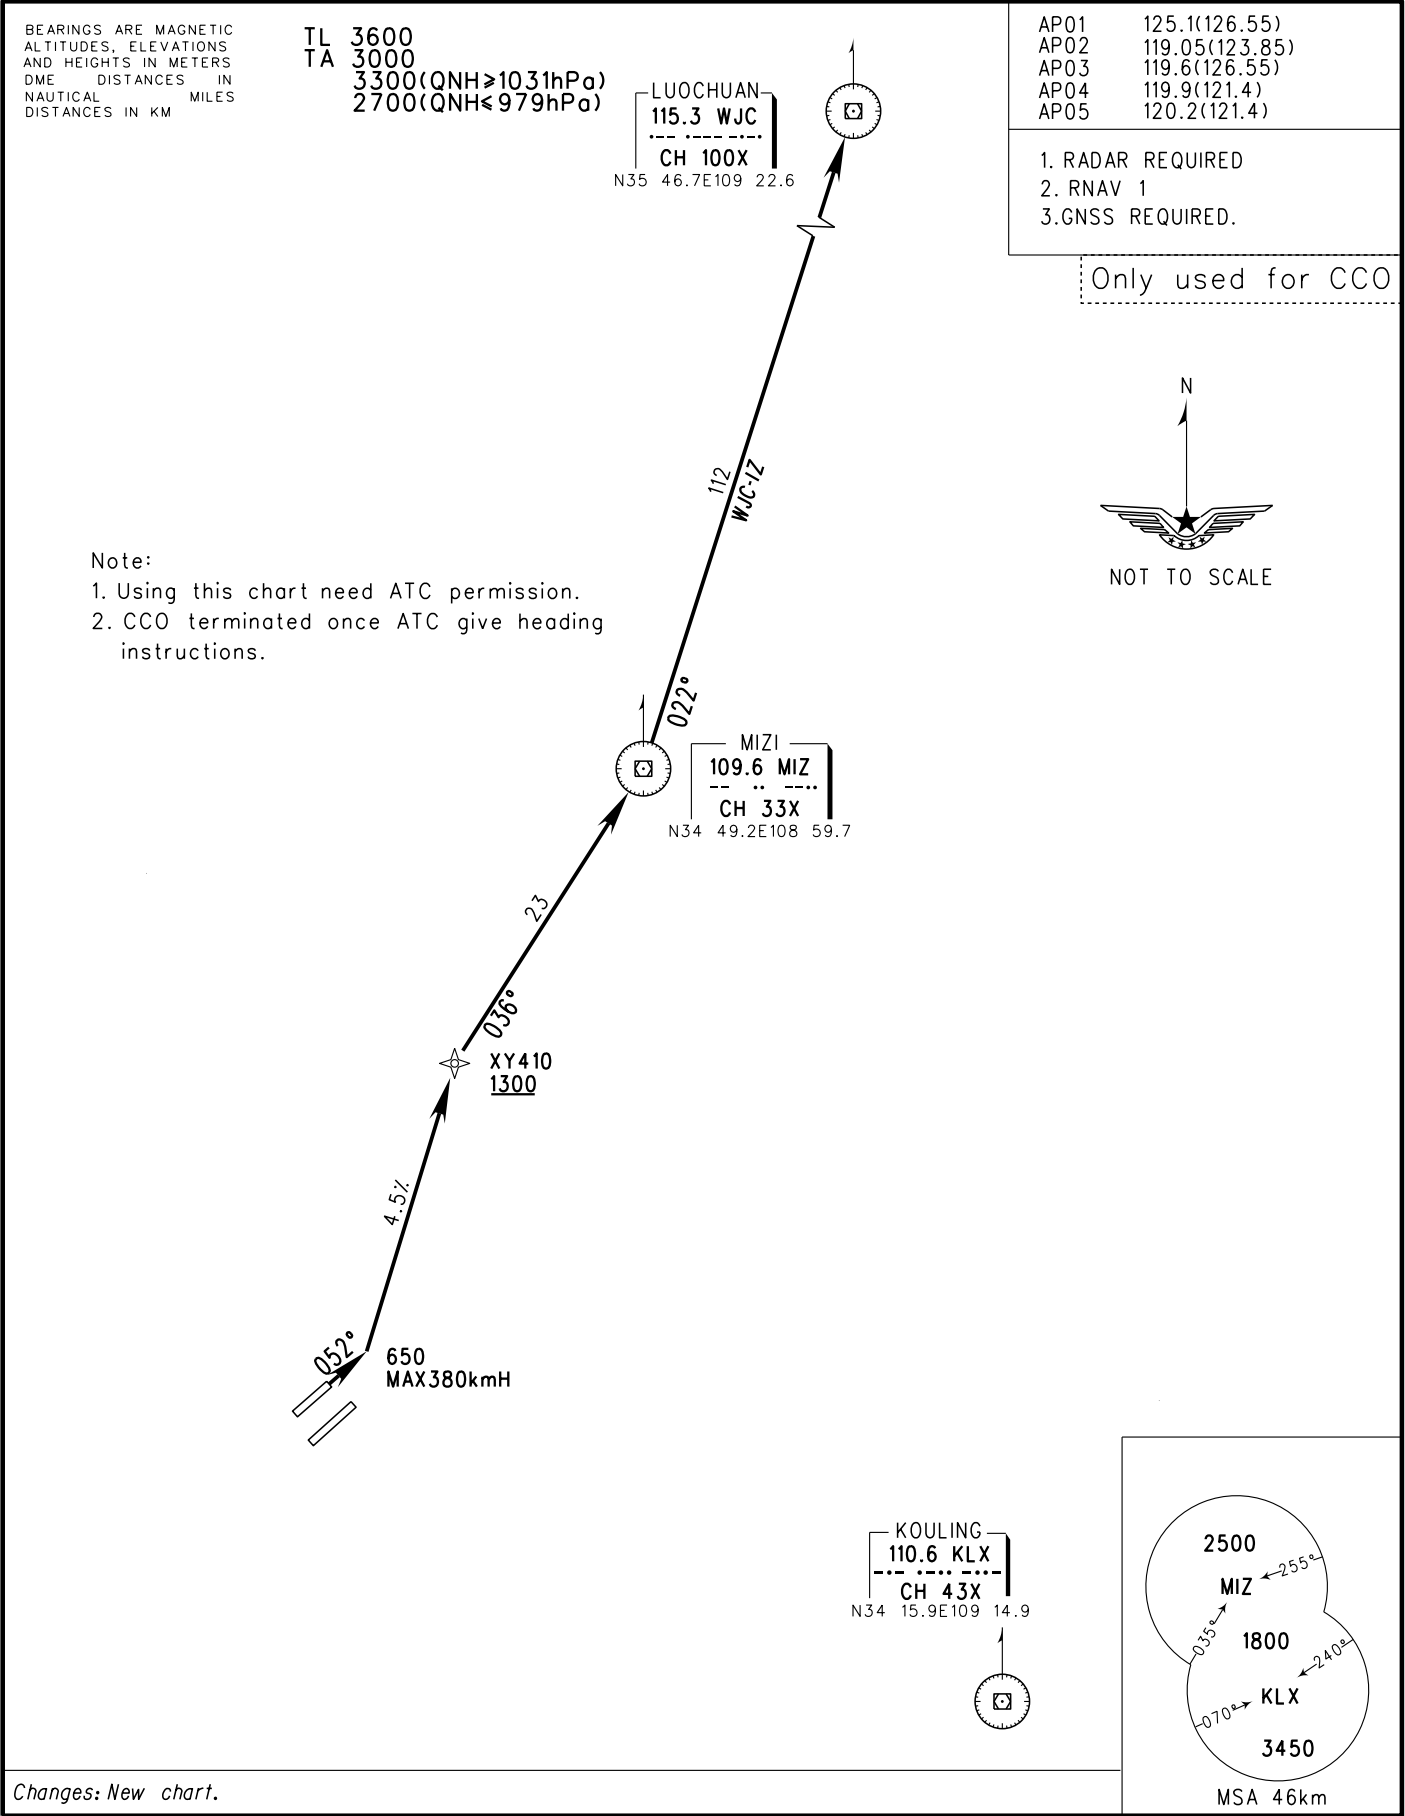 BEARINGS ARE MAGNETIC
ALTITUDES, ELEVATIONS
AND HEIGHTS IN METERS
DME DISTANCES IN
NAUTICAL MILES
DISTANCES IN KM
TL 3600
TA 3000
3300(QNH≥1031hPa)
2700(QNH≤979hPa)
AP01 125.1(126.55)
AP02 119.05(123.85)
AP03 119.6(126.55)
AP04 119.9(121.4)
AP05 120.2(121.4)
1. RADAR REQUIRED
2. RNAV 1
3.GNSS REQUIRED.
Only used for CCO
LUOCHUAN
115.3 WJC
CH 100X
N35 46.7E109 22.6
N
NOT TO SCALE
112
WJC-1Z
Note:
1. Using this chart need ATC permission.
2. CCO terminated once ATC give heading
instructions.
022°
MIZI
109.6 MIZ
CH 33X
N34 49.2E108 59.7
23
036°
XY410
1300
4.5%
052°
650
MAX380kmH
KOULING
110.6 KLX
CH 43X
N34 15.9E109 14.9
2500
255°
MIZ
035°
1800
240°
KLX
070°
3450
MSA 46km
Changes: New chart.